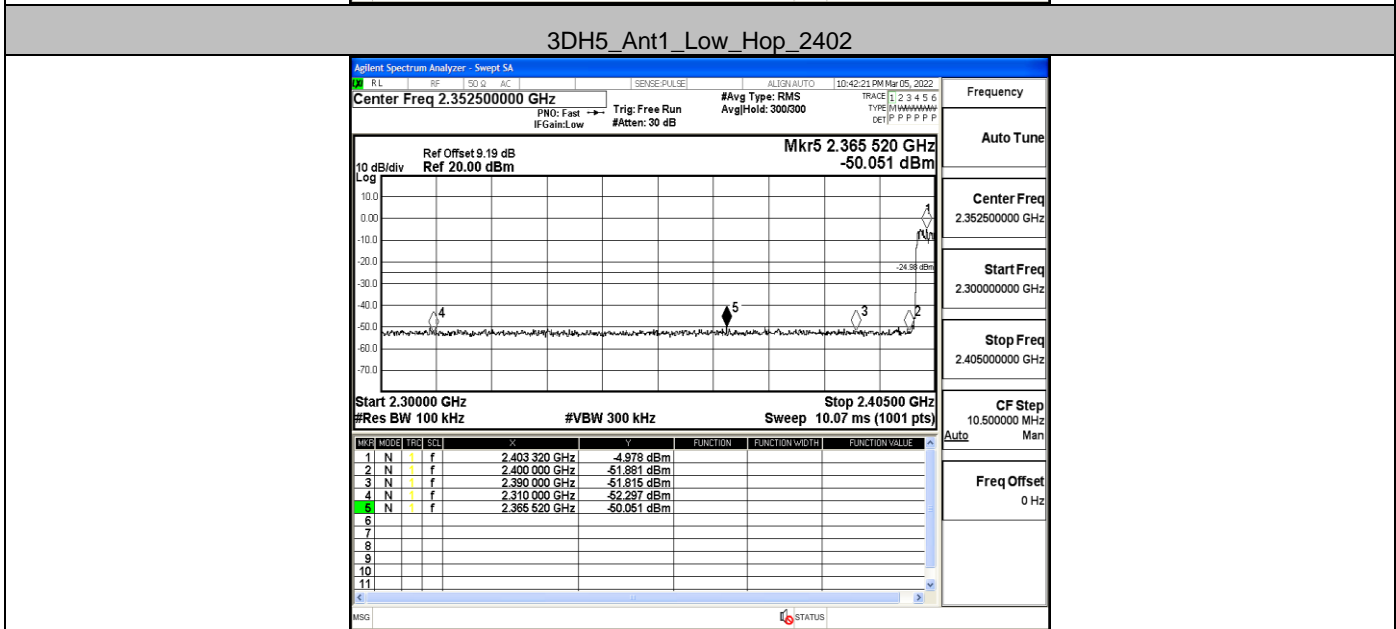 3DH5_Ant1_Low_Hop_2402
Agilent Spectrum Analyzer - Swept SA
RL RF 50 Ω AC SENSE:PULSE ALIGN AUTO 10:42:21 PM Mar 05, 2022
Center Freq 2.352500000 GHz
PNO: Fast
IFGain:Low
Trig: Free Run
#Atten: 30 dB
#Avg Type: RMS
Avg|Hold: 300/300
TRACE 1 2 3 4 5 6
TYPE M
DET P P P P P P
Ref Offset 9.19 dB
10 dB/div Ref 20.00 dBm
Log
Mkr5 2.365 520 GHz
-50.051 dBm
10.0
0.00
-10.0
-20.0
-30.0
-40.0
-50.0
-60.0
-70.0
1
-24.98 dBm
4
5
3
2
Start 2.30000 GHz Stop 2.40500 GHz
#Res BW 100 kHz #VBW 300 kHz Sweep 10.07 ms (1001 pts)
MKR MODE TRC SCL X Y FUNCTION FUNCTION WIDTH FUNCTION VALUE
1 N 1 f 2.403 320 GHz -4.978 dBm
2 N 1 f 2.400 000 GHz -51.881 dBm
3 N 1 f 2.390 000 GHz -51.815 dBm
4 N 1 f 2.310 000 GHz -52.297 dBm
5 N 1 f 2.365 520 GHz -50.051 dBm
6
7
8
9
10
11
MSG STATUS
Frequency
Auto Tune
Center Freq
2.352500000 GHz
Start Freq
2.300000000 GHz
Stop Freq
2.405000000 GHz
CF Step
10.500000 MHz
Auto Man
Freq Offset
0 Hz